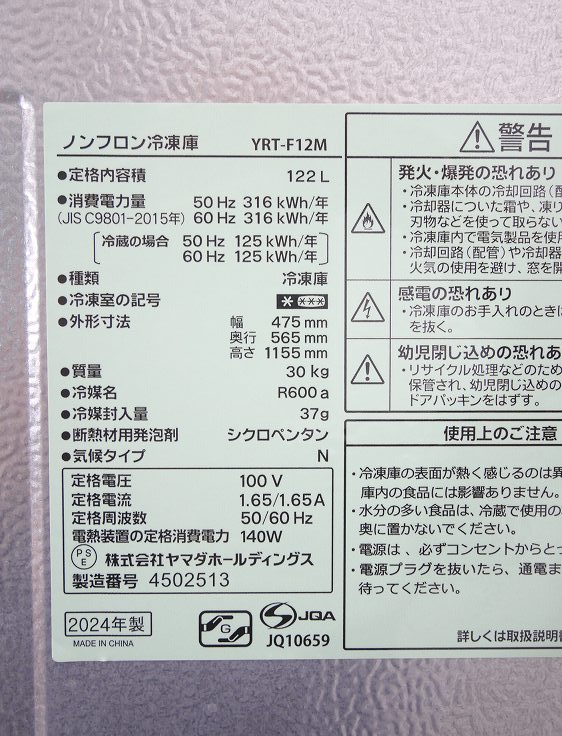 ノンフロン冷凍庫 YRT-F12M
●定格内容積 122 L
●消費電力量 50 Hz 316 kWh/年
(JIS C9801-2015年) 60 Hz 316 kWh/年
冷蔵の場合 50 Hz 125 kWh/年
60 Hz 125 kWh/年
●種類 冷凍庫
●冷凍室の記号 * ***
●外形寸法 幅 475 mm
奥行 565 mm
高さ 1155 mm
●質量 30 kg
●冷媒名 R600a
●冷媒封入量 37g
●断熱材用発泡剤 シクロペンタン
●気候タイプ N
定格電圧 100 V
定格電流 1.65/1.65 A
定格周波数 50/60 Hz
電熱装置の定格消費電力 140W
PSE 株式会社ヤマダホールディングス
製造番号 4502513
2024年製
MADE IN CHINA
G
JQA
JQ10659
警告
発火・爆発の恐れあり
・冷凍庫本体の冷却回路(
・冷却器についた霜や、凍り
刃物などを使って取らない
・冷凍庫内で電気製品を使
・冷却回路(配管)や冷却器
火気の使用を避け、窓を
感電の恐れあり
・冷凍庫のお手入れのときに
を抜く。
幼児閉じ込めの恐れあ
・リサイクル処理などのため
保管され、幼児閉じ込めの
ドアパッキンをはずす。
使用上のご注意
・冷凍庫の表面が熱く感じるのは異
庫内の食品には影響ありません。
・水分の多い食品は、冷蔵で使用の
奥に置かないでください。
・電源は、必ずコンセントからと
・電源プラグを抜いたら、通電ま
待ってください。
詳しくは取扱説明